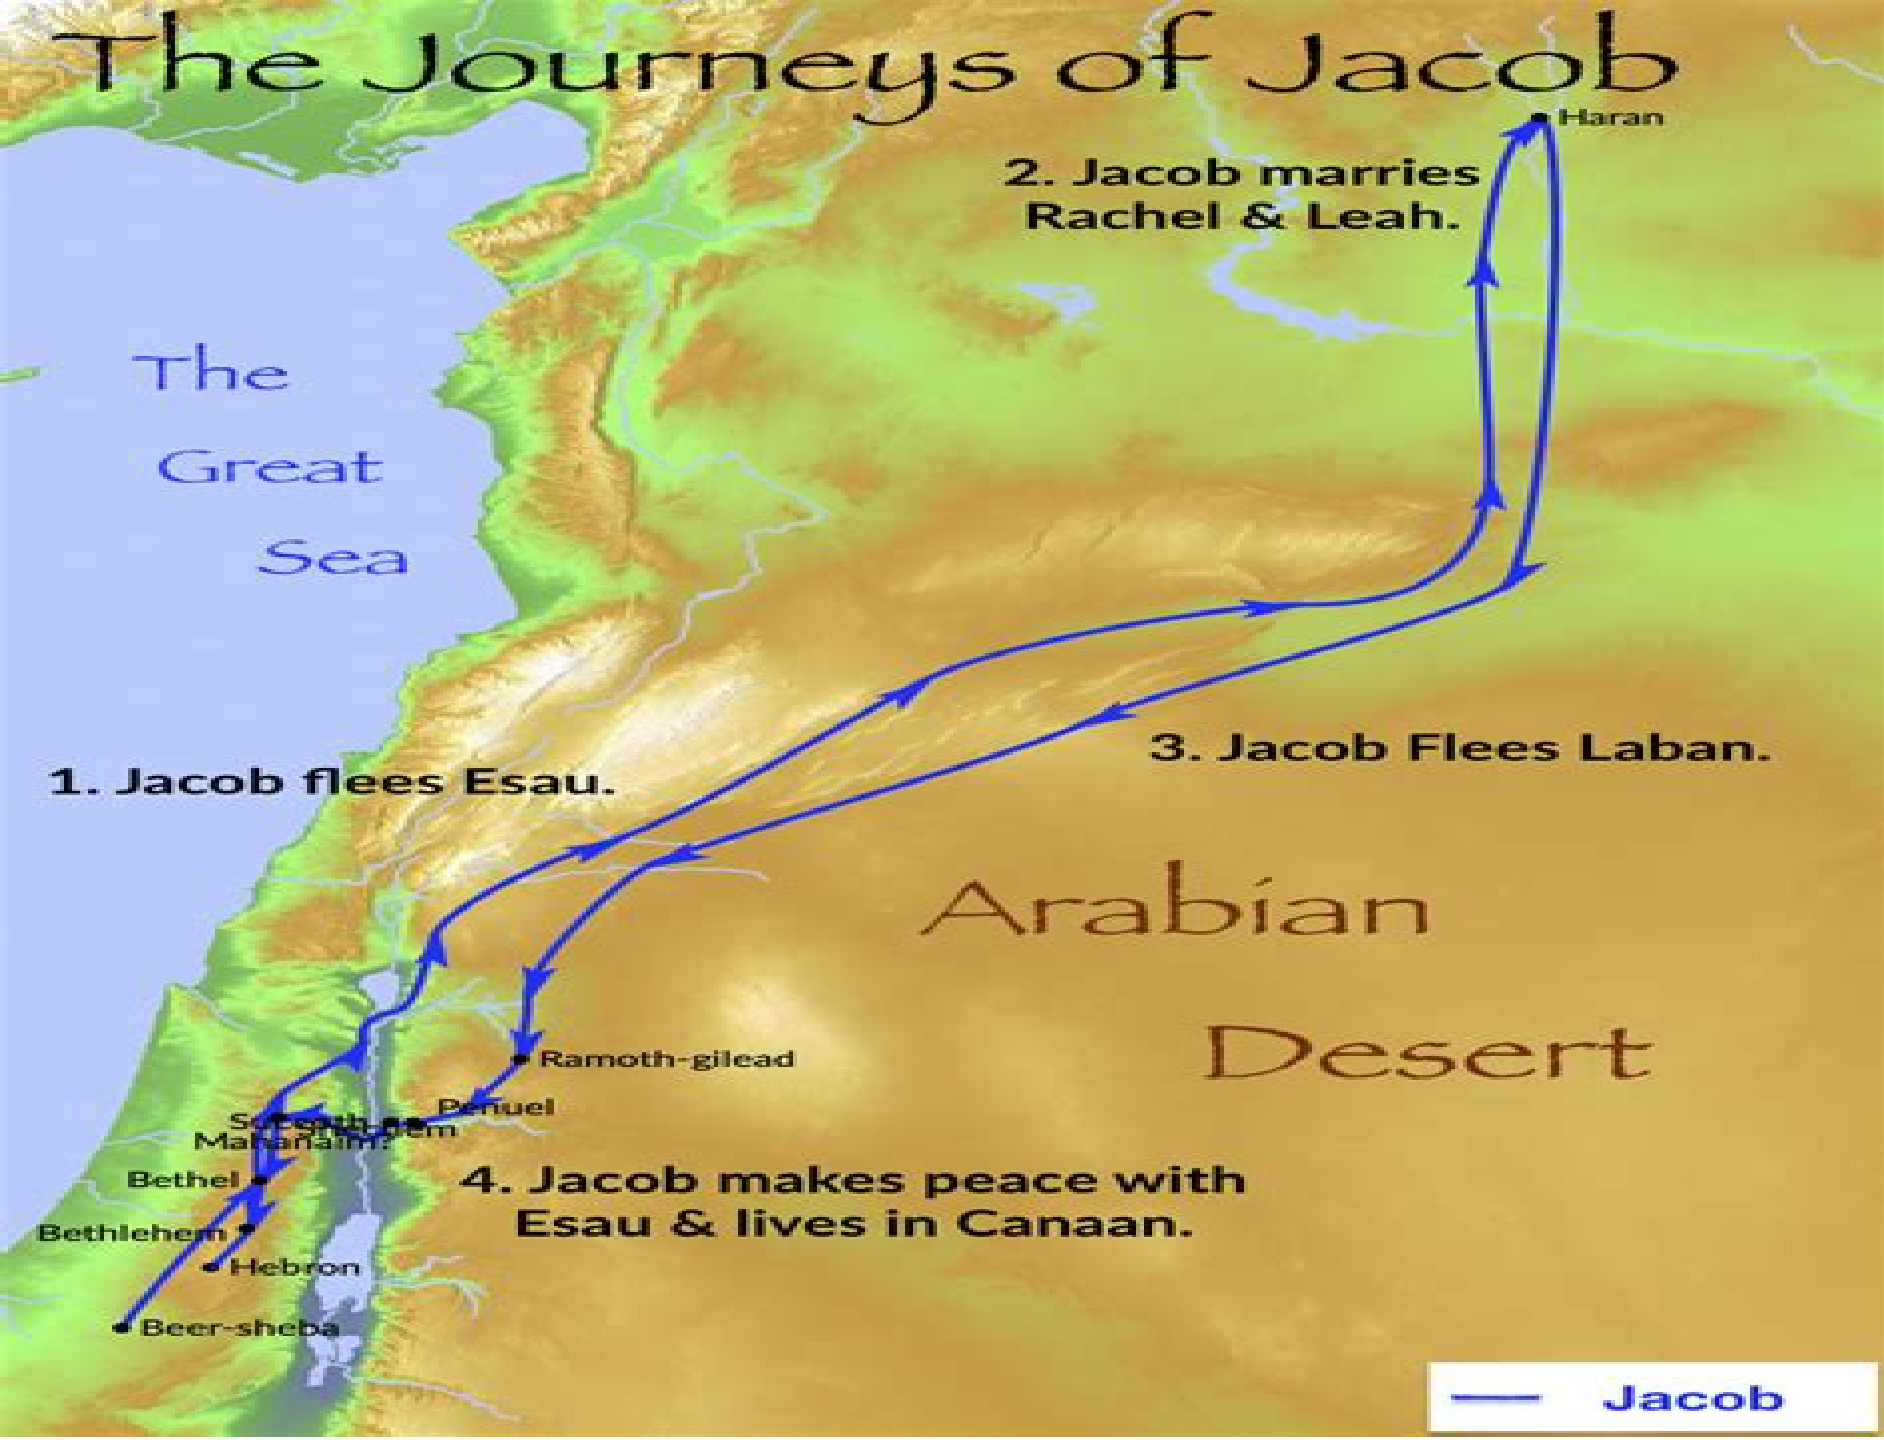 The Journeys of Jacob
Haran
2. Jacob marries
Rachel & Leah.
The
Great
Sea
3. Jacob Flees Laban.
1. Jacob flees Esau.
Arabian
Desert
Ramoth-gilead
Penuel
Mahanaim?
Bethel
4. Jacob makes peace with
Esau & lives in Canaan.
Bethlehem
Hebron
Beer-sheba
Jacob